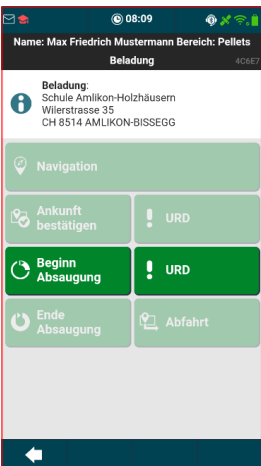 08:09
Name: Max Friedrich Mustermann Bereich: Pellets
Beladung 4C6E7
Beladung:
Schule Amlikon-Holzhäusern
Wilerstrasse 35
CH 8514 AMLIKON-BISSEGG
Navigation
Ankunft
bestätigen
URD
Beginn
Absaugung
URD
Ende
Absaugung
Abfahrt